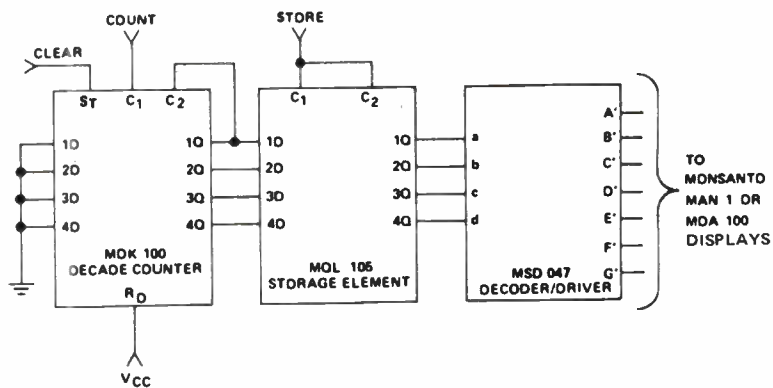 COUNT
STORE
CLEAR
ST C1 C2
C1 C2
1D 1Q 1D 1Q a A'
2D 2Q 2D 2Q b B'
3D 3Q 3D 3Q c C'
4D 4Q 4D 4Q d D'
E'
F'
G'
MDK 100
DECADE COUNTER
RD
VCC
MQL 105
STORAGE ELEMENT
MSD 047
DECODER/DRIVER
TO
MONSANTO
MAN 1 OR
MDA 100
DISPLAYS